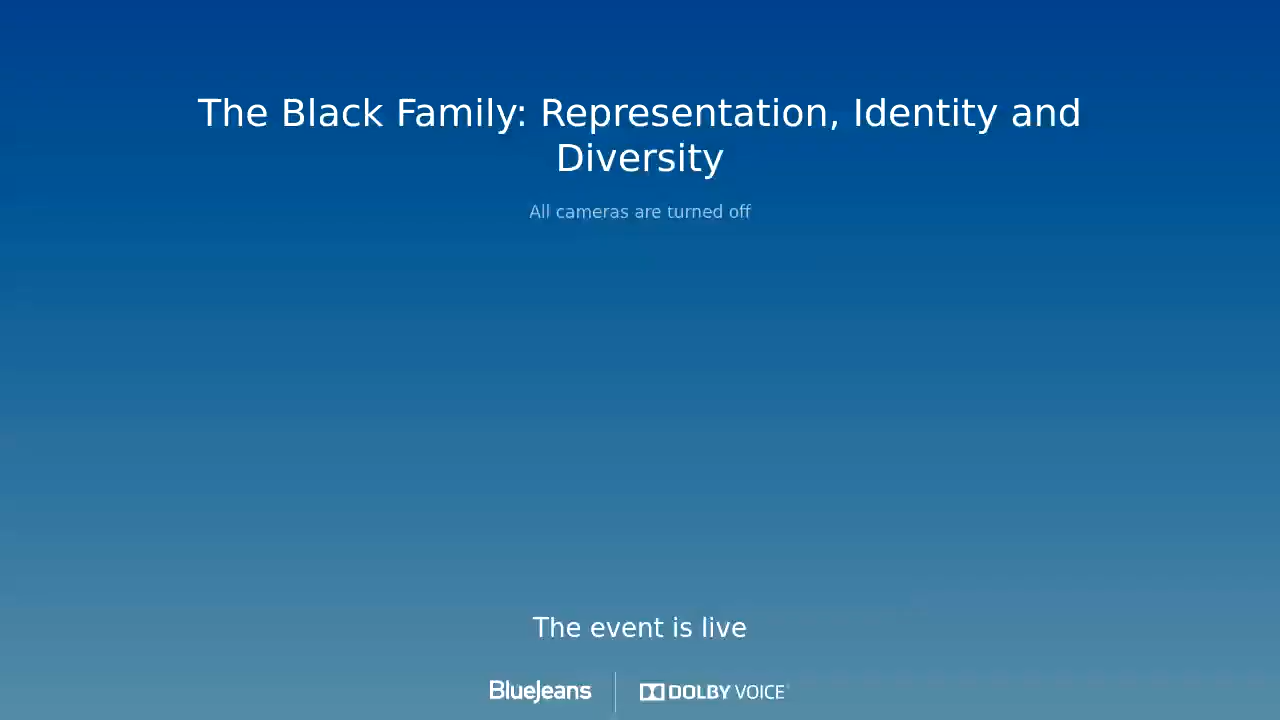 The Black Family: Representation, Identity and
Diversity
All cameras are turned off
The event is live
BlueJeans DOLBY VOICE